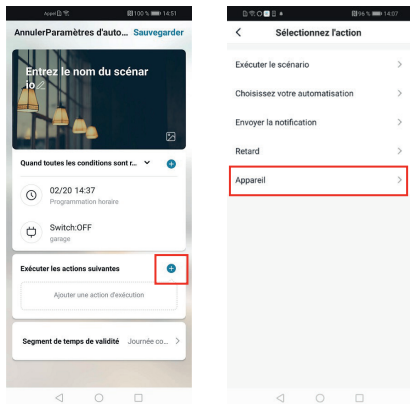 Appel 100 % 14:51
AnnulerParamètres d'auto... Sauvegarder
Entrez le nom du scénar
io
Quand toutes les conditions sont r...
02/20 14:37
Programmation horaire
Switch:OFF
garage
Exécuter les actions suivantes
Ajouter une action d'exécution
Segment de temps de validité Journée co...
96 % 14:07
Sélectionnez l'action
Exécuter le scénario
Choisissez votre automatisation
Envoyer la notification
Retard
Appareil